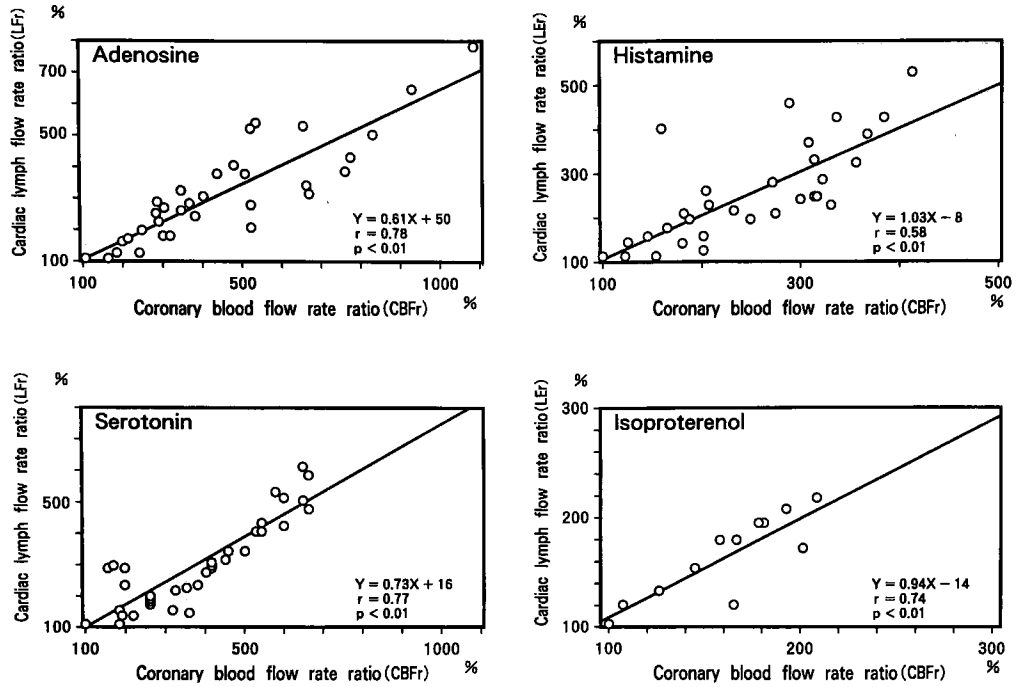 %
Cardiac lymph flow rate ratio (LFr)
Adenosine
700
500
100
Y = 0.61X + 50
r = 0.78
p < 0.01
100 500 1000 %
Coronary blood flow rate ratio (CBFr)
%
Cardiac lymph flow rate ratio (LEr)
Histamine
500
300
100
Y = 1.03X − 8
r = 0.58
p < 0.01
100 300 500
%
Coronary blood flow rate ratio (CBFr)
%
Cardiac lymph flow rate ratio (LFr)
Serotonin
500
100
Y = 0.73X + 16
r = 0.77
p < 0.01
100 500 1000 %
Coronary blood flow rate ratio (CBFr)
%
Cardiac lymph flow rate ratio (LEr)
300
Isoproterenol
200
100
Y = 0.94X − 14
r = 0.74
p < 0.01
100 200 300
%
Coronary blood flow rate ratio (CBFr)